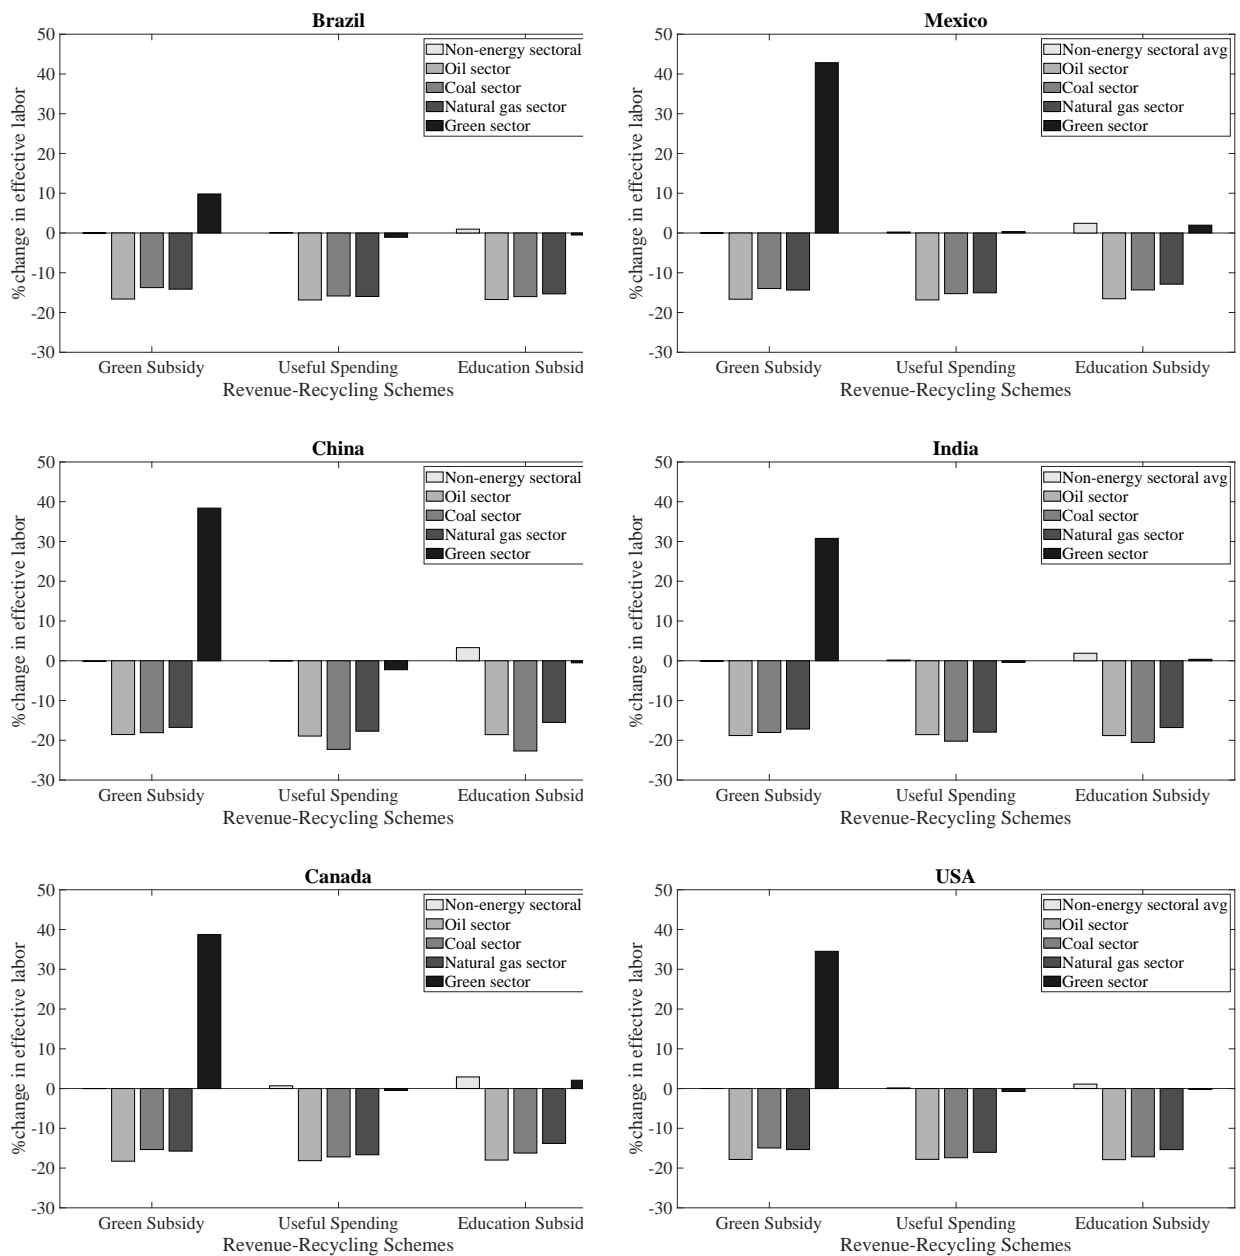 Brazil
50
40
30
20
10
0
-10
-20
-30
%change in effective labor
Non-energy sectoral
Oil sector
Coal sector
Natural gas sector
Green sector
Green Subsidy
Useful Spending
Education Subsid
Revenue-Recycling Schemes
Mexico
50
40
30
20
10
0
-10
-20
-30
%change in effective labor
Non-energy sectoral avg
Oil sector
Coal sector
Natural gas sector
Green sector
Green Subsidy
Useful Spending
Education Subsidy
Revenue-Recycling Schemes
China
50
40
30
20
10
0
-10
-20
-30
%change in effective labor
Non-energy sectoral
Oil sector
Coal sector
Natural gas sector
Green sector
Green Subsidy
Useful Spending
Education Subsid
Revenue-Recycling Schemes
India
50
40
30
20
10
0
-10
-20
-30
%change in effective labor
Non-energy sectoral avg
Oil sector
Coal sector
Natural gas sector
Green sector
Green Subsidy
Useful Spending
Education Subsidy
Revenue-Recycling Schemes
Canada
50
40
30
20
10
0
-10
-20
-30
%change in effective labor
Non-energy sectoral
Oil sector
Coal sector
Natural gas sector
Green sector
Green Subsidy
Useful Spending
Education Subsid
Revenue-Recycling Schemes
USA
50
40
30
20
10
0
-10
-20
-30
%change in effective labor
Non-energy sectoral avg
Oil sector
Coal sector
Natural gas sector
Green sector
Green Subsidy
Useful Spending
Education Subsidy
Revenue-Recycling Schemes